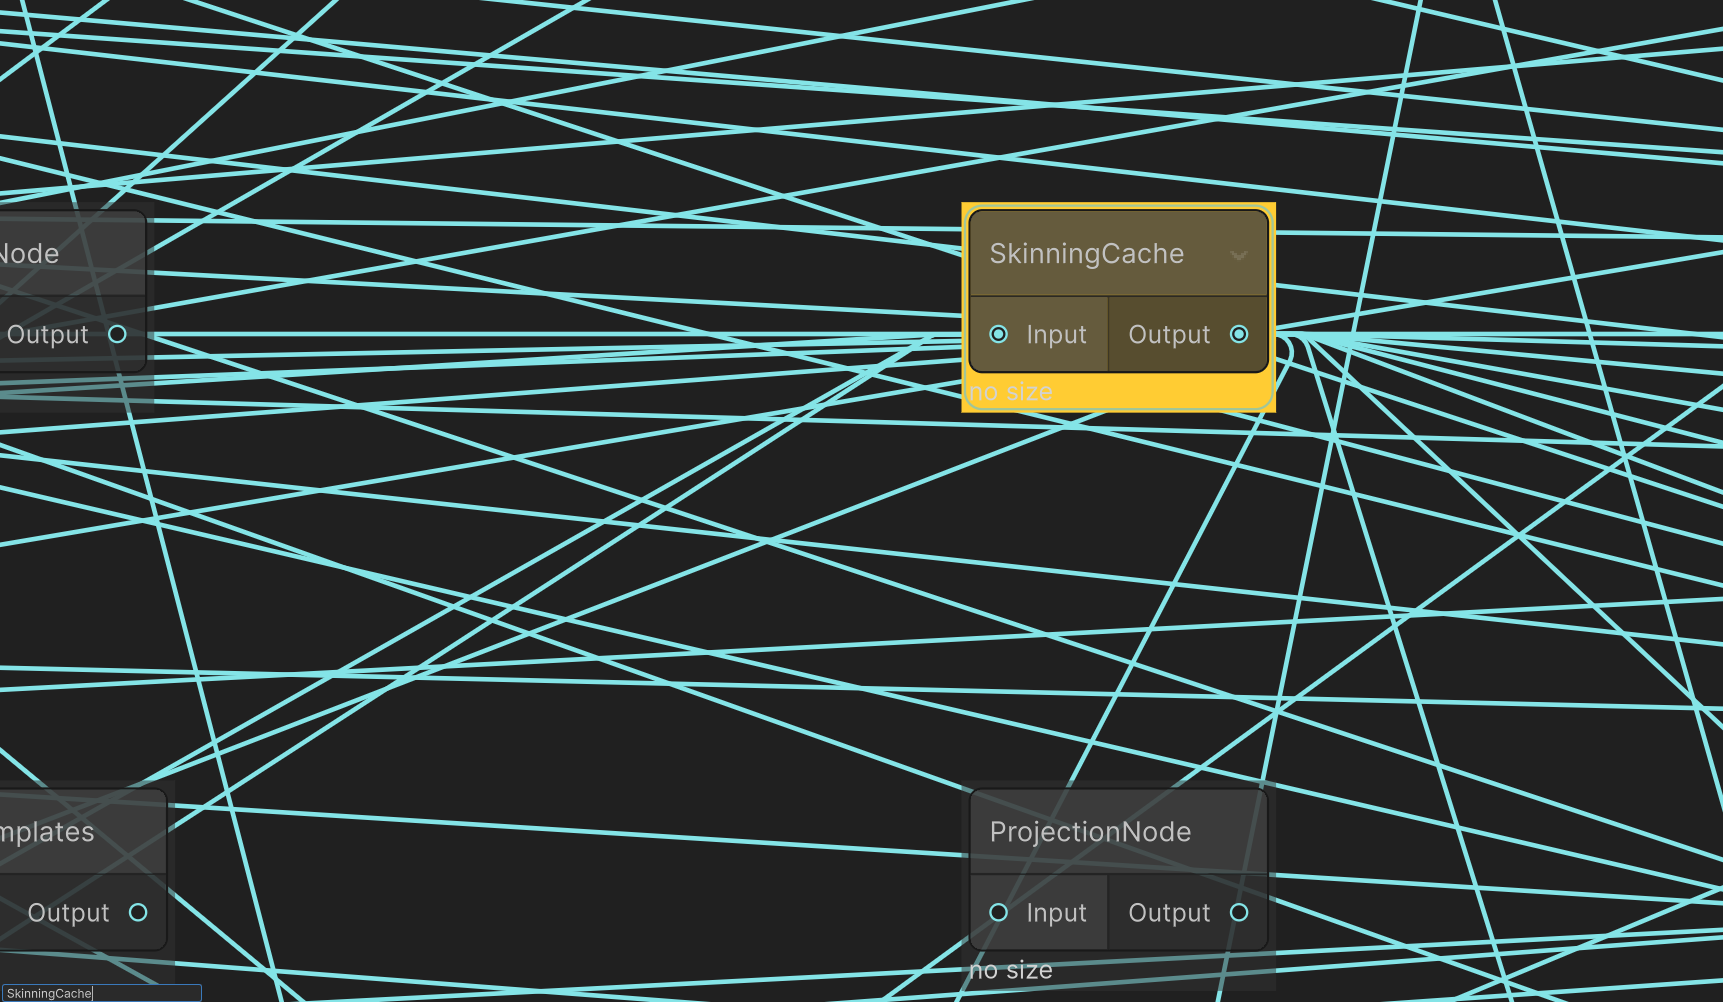 Node
SkinningCache
Output
Input
Output
no size
mplates
ProjectionNode
Output
Input
Output
no size
SkinningCache